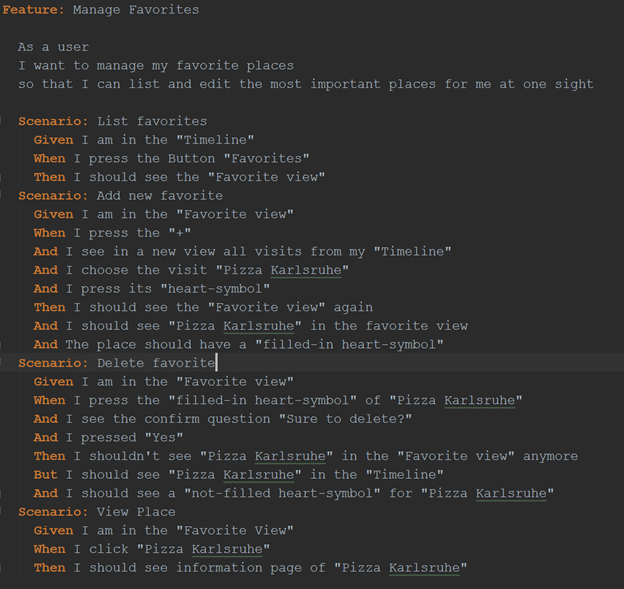 Feature: Manage Favorites
As a user
I want to manage my favorite places
so that I can list and edit the most important places for me at one sight
Scenario: List favorites
Given I am in the "Timeline"
When I press the Button "Favorites"
Then I should see the "Favorite view"
Scenario: Add new favorite
Given I am in the "Favorite view"
When I press the "+"
And I see in a new view all visits from my "Timeline"
And I choose the visit "Pizza Karlsruhe"
And I press its "heart-symbol"
Then I should see the "Favorite view" again
And I should see "Pizza Karlsruhe" in the favorite view
And The place should have a "filled-in heart-symbol"
Scenario: Delete favorite
Given I am in the "Favorite view"
When I press the "filled-in heart-symbol" of "Pizza Karlsruhe"
And I see the confirm question "Sure to delete?"
And I pressed "Yes"
Then I shouldn't see "Pizza Karlsruhe" in the "Favorite view" anymore
But I should see "Pizza Karlsruhe" in the "Timeline"
And I should see a "not-filled heart-symbol" for "Pizza Karlsruhe"
Scenario: View Place
Given I am in the "Favorite View"
When I click "Pizza Karlsruhe"
Then I should see information page of "Pizza Karlsruhe"